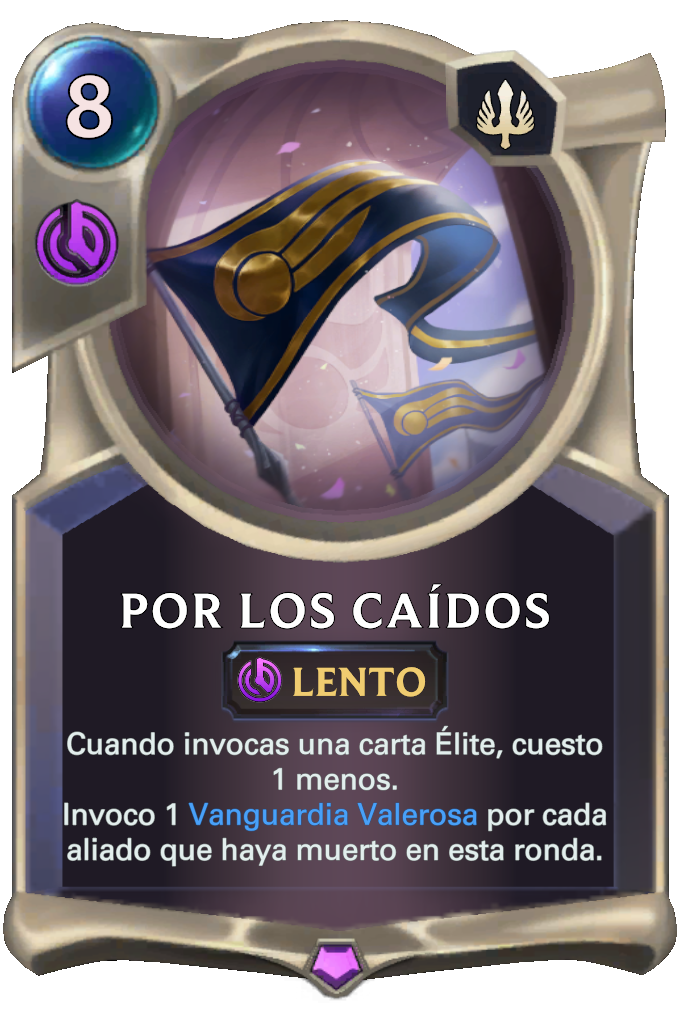 8
POR LOS CAÍDOS
LENTO
Cuando invocas una carta Élite, cuesto
1 menos.
Invoco 1 Vanguardia Valerosa por cada
aliado que haya muerto en esta ronda.